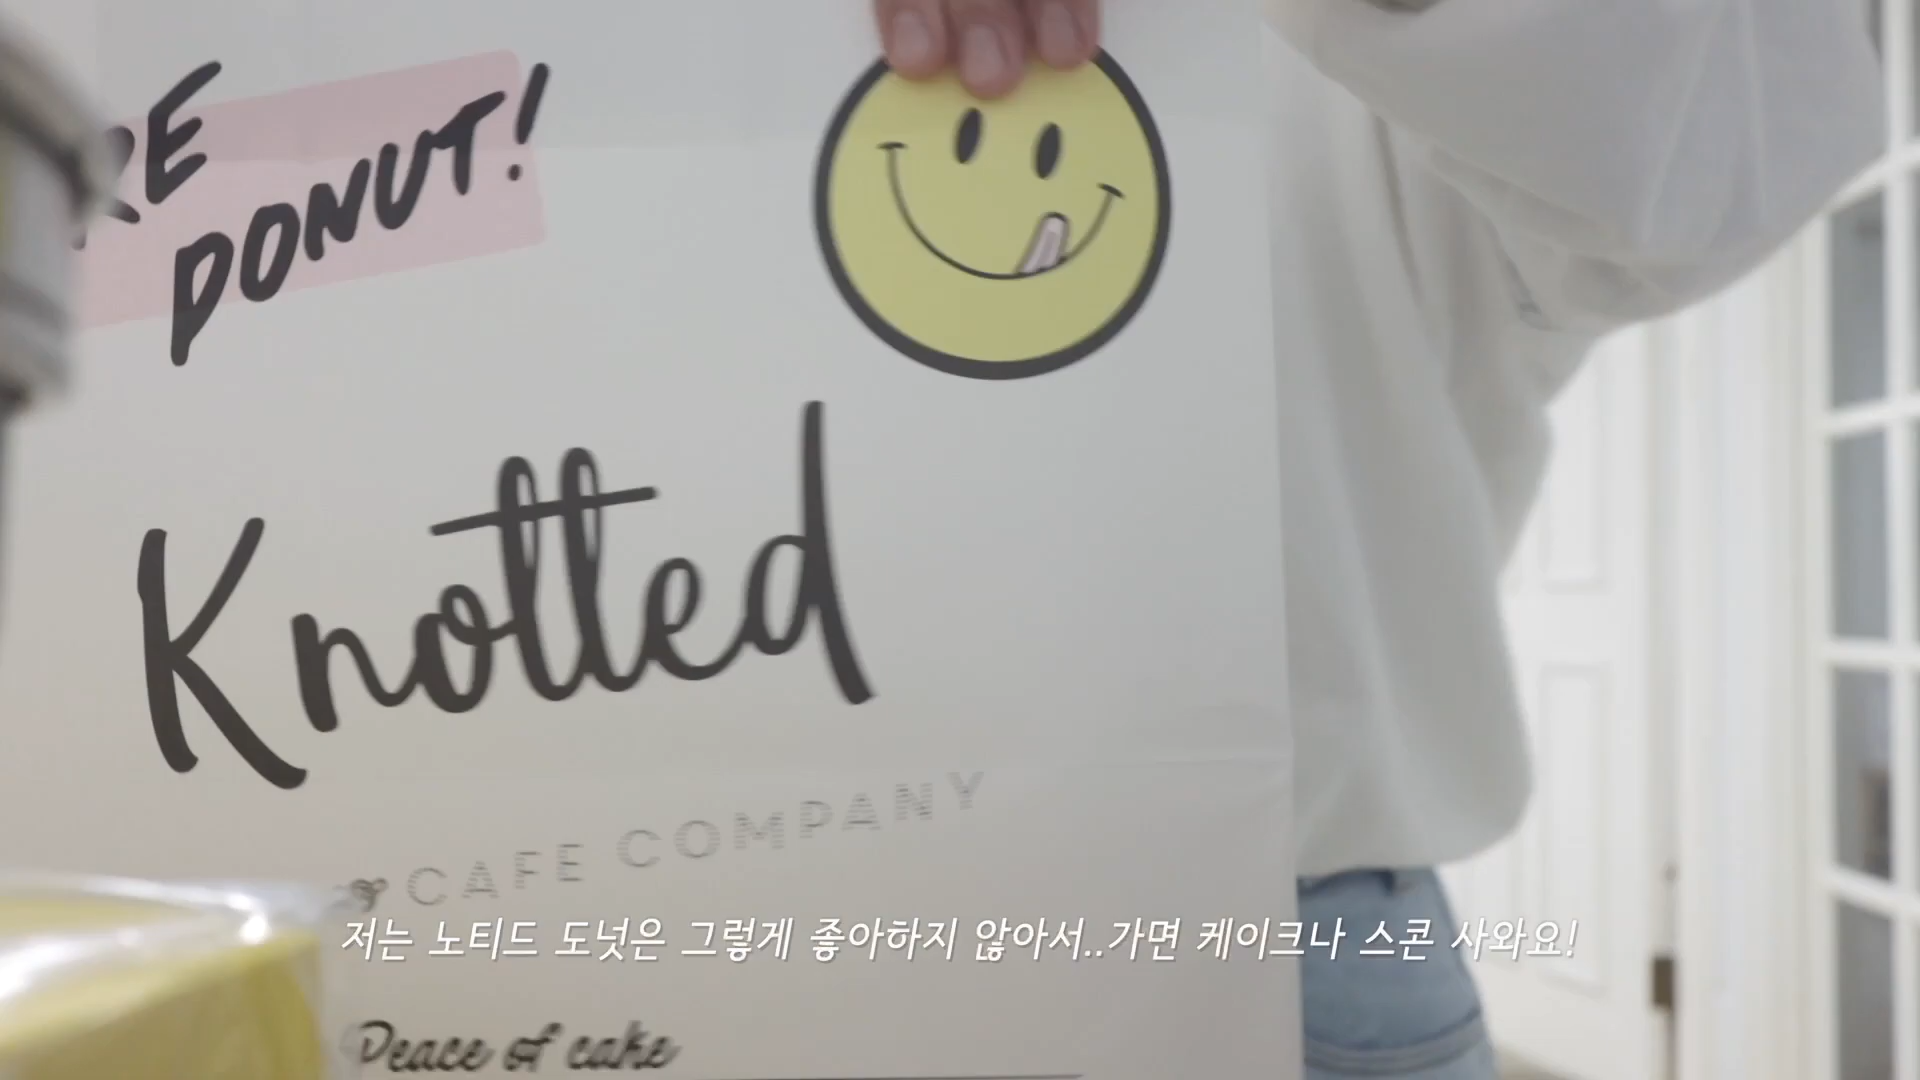 RE
DONUT!
Knotted
CAFE COMPANY
저는 노티드 도넛은 그렇게 좋아하지 않아서..가면 케이크나 스콘 사와요!
Peace of cake